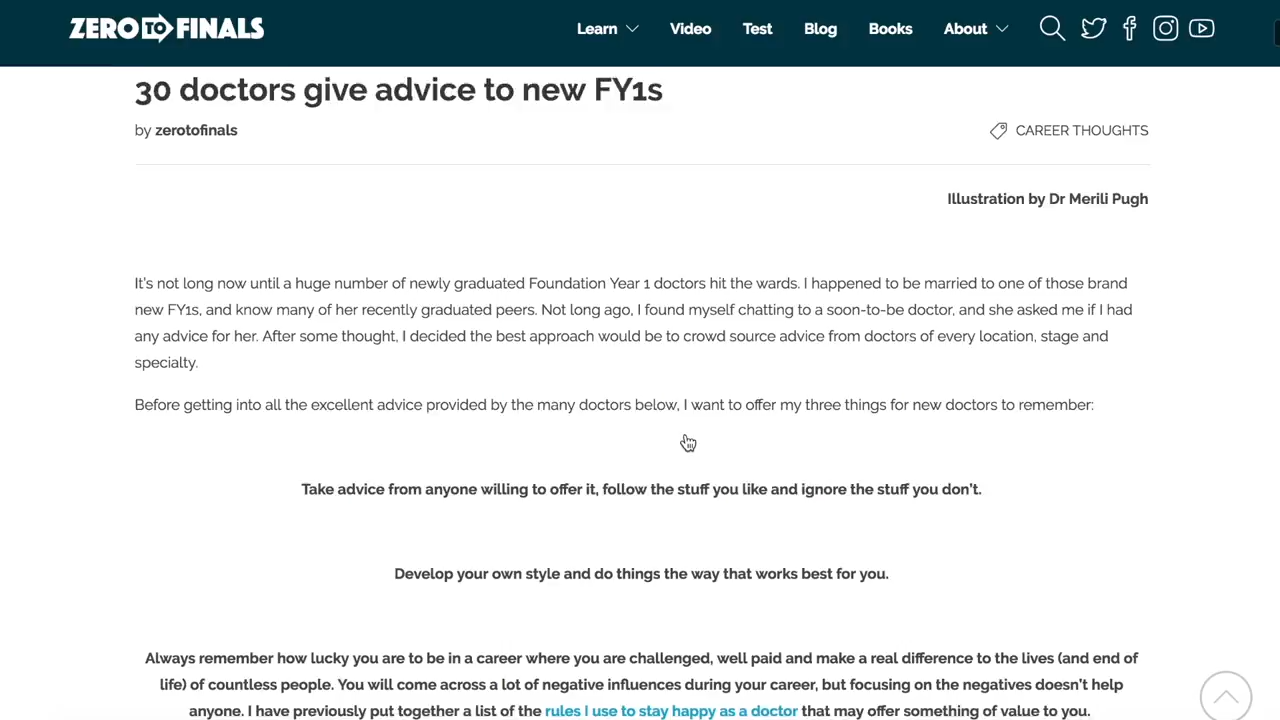 ZERO TO FINALS
Learn Video Test Blog Books About
30 doctors give advice to new FY1s
by zerotofinals
CAREER THOUGHTS
Illustration by Dr Merili Pugh
It's not long now until a huge number of newly graduated Foundation Year 1 doctors hit the wards. I happened to be married to one of those brand
new FY1s, and know many of her recently graduated peers. Not long ago, I found myself chatting to a soon-to-be doctor, and she asked me if I had
any advice for her. After some thought, I decided the best approach would be to crowd source advice from doctors of every location, stage and
specialty.
Before getting into all the excellent advice provided by the many doctors below, I want to offer my three things for new doctors to remember:
Take advice from anyone willing to offer it, follow the stuff you like and ignore the stuff you don't.
Develop your own style and do things the way that works best for you.
Always remember how lucky you are to be in a career where you are challenged, well paid and make a real difference to the lives (and end of
life) of countless people. You will come across a lot of negative influences during your career, but focusing on the negatives doesn't help
anyone. I have previously put together a list of the rules I use to stay happy as a doctor that may offer something of value to you.